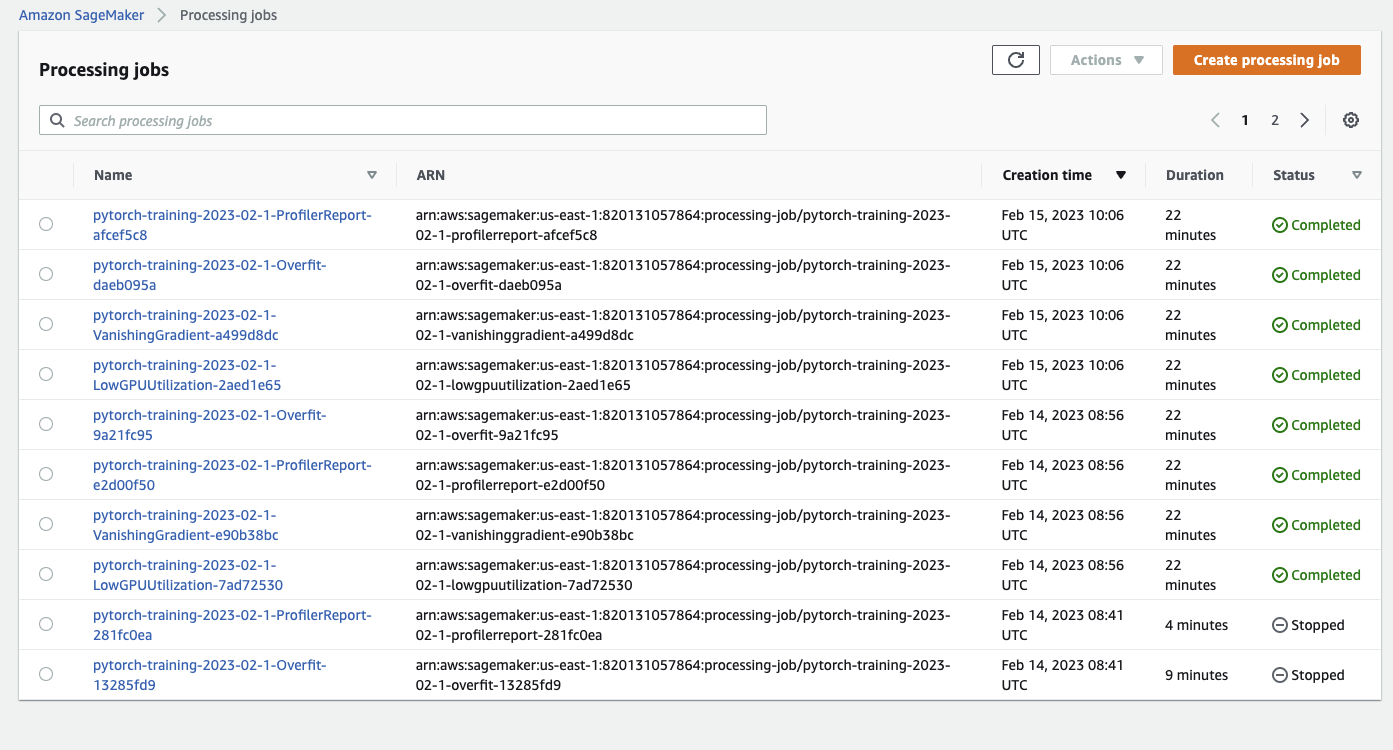 Amazon SageMaker > Processing jobs
Processing jobs
Actions
Create processing job
Search processing jobs
1 2
Name ARN Creation time Duration Status
pytorch-training-2023-02-1-ProfilerReport- arn:aws:sagemaker:us-east-1:820131057864:processing-job/pytorch-training-2023- Feb 15, 2023 10:06 22 Completed
afcef5c8 02-1-profilerreport-afcef5c8 UTC minutes
pytorch-training-2023-02-1-Overfit- arn:aws:sagemaker:us-east-1:820131057864:processing-job/pytorch-training-2023- Feb 15, 2023 10:06 22 Completed
daeb095a 02-1-overfit-daeb095a UTC minutes
pytorch-training-2023-02-1- arn:aws:sagemaker:us-east-1:820131057864:processing-job/pytorch-training-2023- Feb 15, 2023 10:06 22 Completed
VanishingGradient-a499d8dc 02-1-vanishinggradient-a499d8dc UTC minutes
pytorch-training-2023-02-1- arn:aws:sagemaker:us-east-1:820131057864:processing-job/pytorch-training-2023- Feb 15, 2023 10:06 22 Completed
LowGPUUtilization-2aed1e65 02-1-lowgpuutilization-2aed1e65 UTC minutes
pytorch-training-2023-02-1-Overfit- arn:aws:sagemaker:us-east-1:820131057864:processing-job/pytorch-training-2023- Feb 14, 2023 08:56 22 Completed
9a21fc95 02-1-overfit-9a21fc95 UTC minutes
pytorch-training-2023-02-1-ProfilerReport- arn:aws:sagemaker:us-east-1:820131057864:processing-job/pytorch-training-2023- Feb 14, 2023 08:56 22 Completed
e2d00f50 02-1-profilerreport-e2d00f50 UTC minutes
pytorch-training-2023-02-1- arn:aws:sagemaker:us-east-1:820131057864:processing-job/pytorch-training-2023- Feb 14, 2023 08:56 22 Completed
VanishingGradient-e90b38bc 02-1-vanishinggradient-e90b38bc UTC minutes
pytorch-training-2023-02-1- arn:aws:sagemaker:us-east-1:820131057864:processing-job/pytorch-training-2023- Feb 14, 2023 08:56 22 Completed
LowGPUUtilization-7ad72530 02-1-lowgpuutilization-7ad72530 UTC minutes
pytorch-training-2023-02-1-ProfilerReport- arn:aws:sagemaker:us-east-1:820131057864:processing-job/pytorch-training-2023- Feb 14, 2023 08:41 4 minutes Stopped
281fc0ea 02-1-profilerreport-281fc0ea UTC
pytorch-training-2023-02-1-Overfit- arn:aws:sagemaker:us-east-1:820131057864:processing-job/pytorch-training-2023- Feb 14, 2023 08:41 9 minutes Stopped
13285fd9 02-1-overfit-13285fd9 UTC